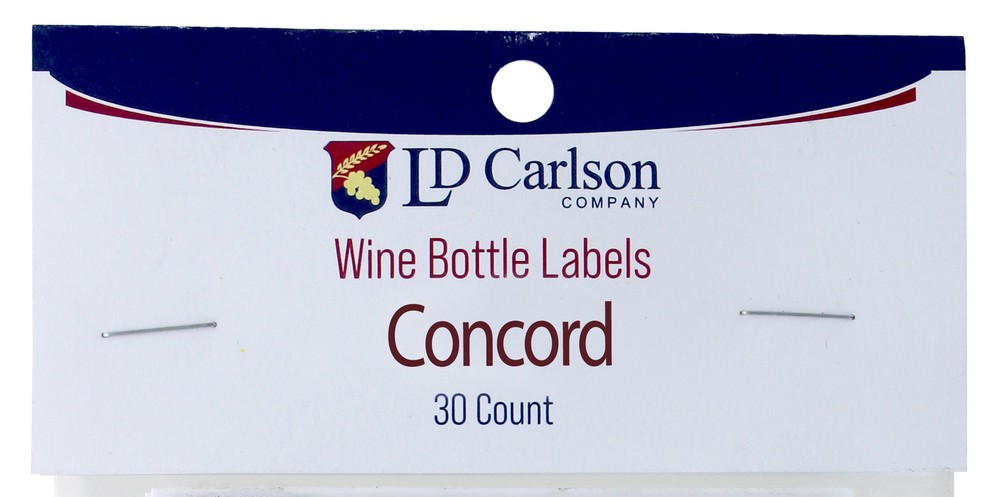 LD Carlson
COMPANY
Wine Bottle Labels
Concord
30 Count